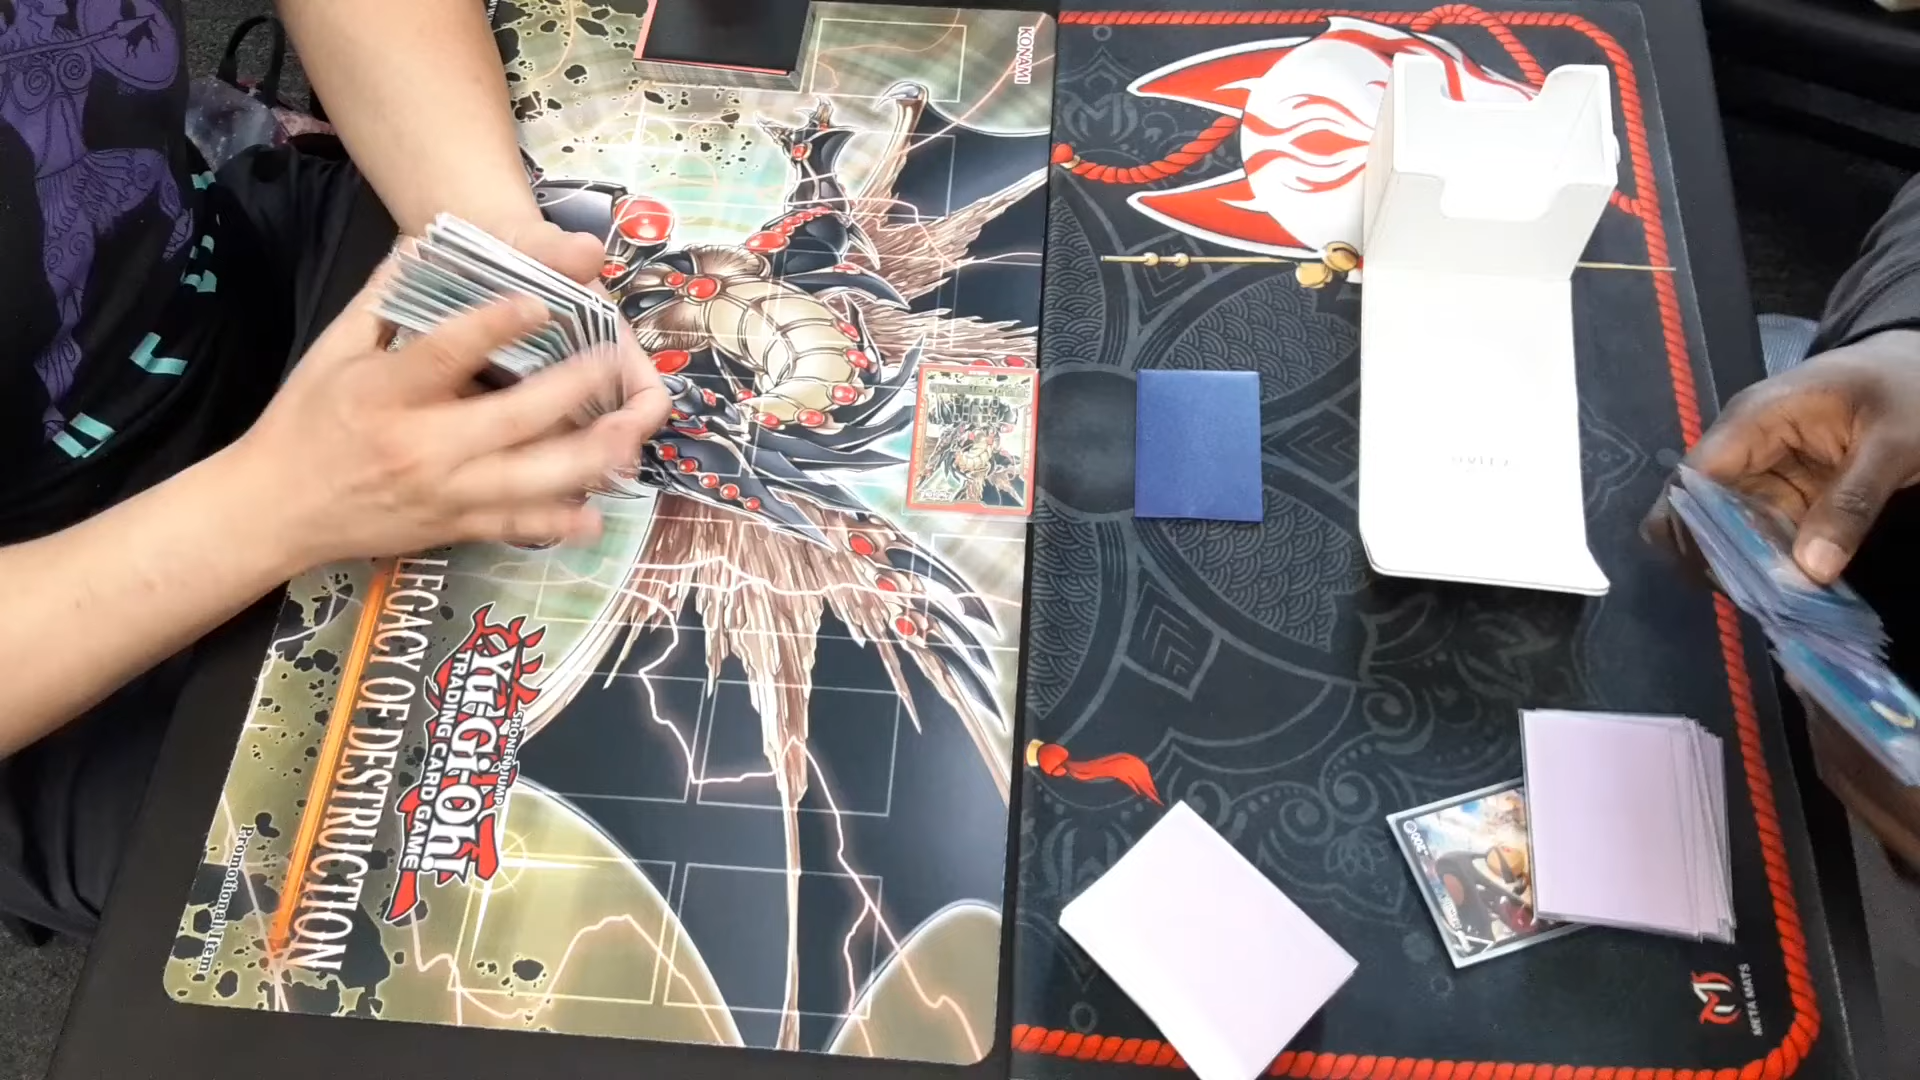 KONAMI
LEGACY OF DESTRUCTION
SHONEN JUMP
Yu-Gi-Oh!
TRADING CARD GAME
Promotional Item
META MATS